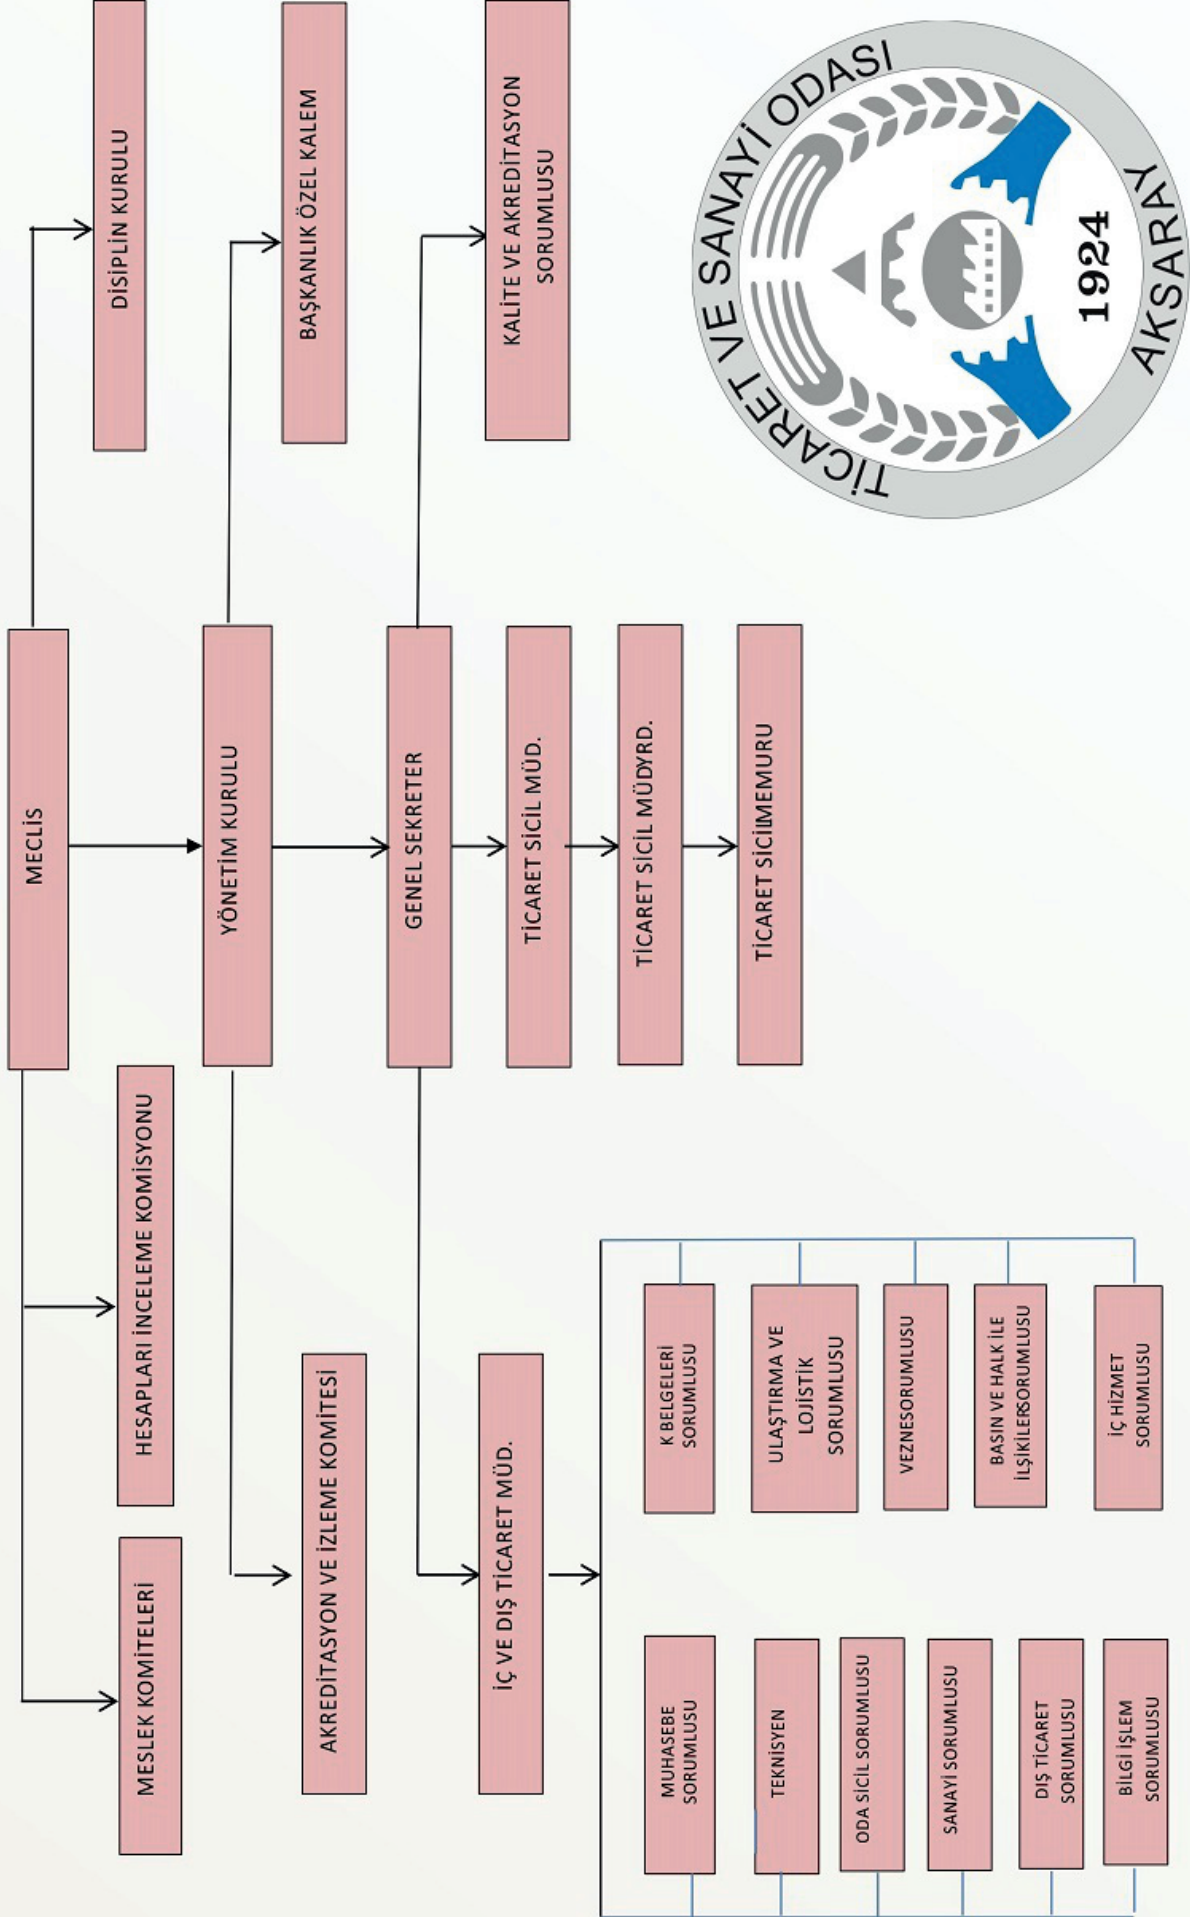 MECLİS
DİSİPLİN KURULU
HESAPLARI İNCELEME KOMİSYONU
MESLEK KOMİTELERİ
YÖNETİM KURULU
BAŞKANLIK ÖZEL KALEM
AKREDİTASYON VE İZLEME KOMİTESİ
GENEL SEKRETER
KALİTE VE AKREDİTASYON
SORUMLUSU
İÇ VE DIŞ TİCARET MÜD.
TİCARET SİCİL MÜD.
TİCARET SİCİL MÜDYRD.
TİCARET SİCİLMEMURU
MUHASEBE
SORUMLUSU
TEKNİSYEN
ODA SİCİL SORUMLUSU
SANAYİ SORUMLUSU
DIŞ TİCARET
SORUMLUSU
BİLGİ İŞLEM
SORUMLUSU
K BELGELERİ
SORUMLUSU
ULAŞTIRMA VE
LOJİSTİK
SORUMLUSU
VEZNESORUMLUSU
BASIN VE HALK İLE
İLŞİKİLERSORUMLUSU
İÇ HİZMET
SORUMLUSU
TİCARET VE SANAYİ ODASI
1924
AKSARAY